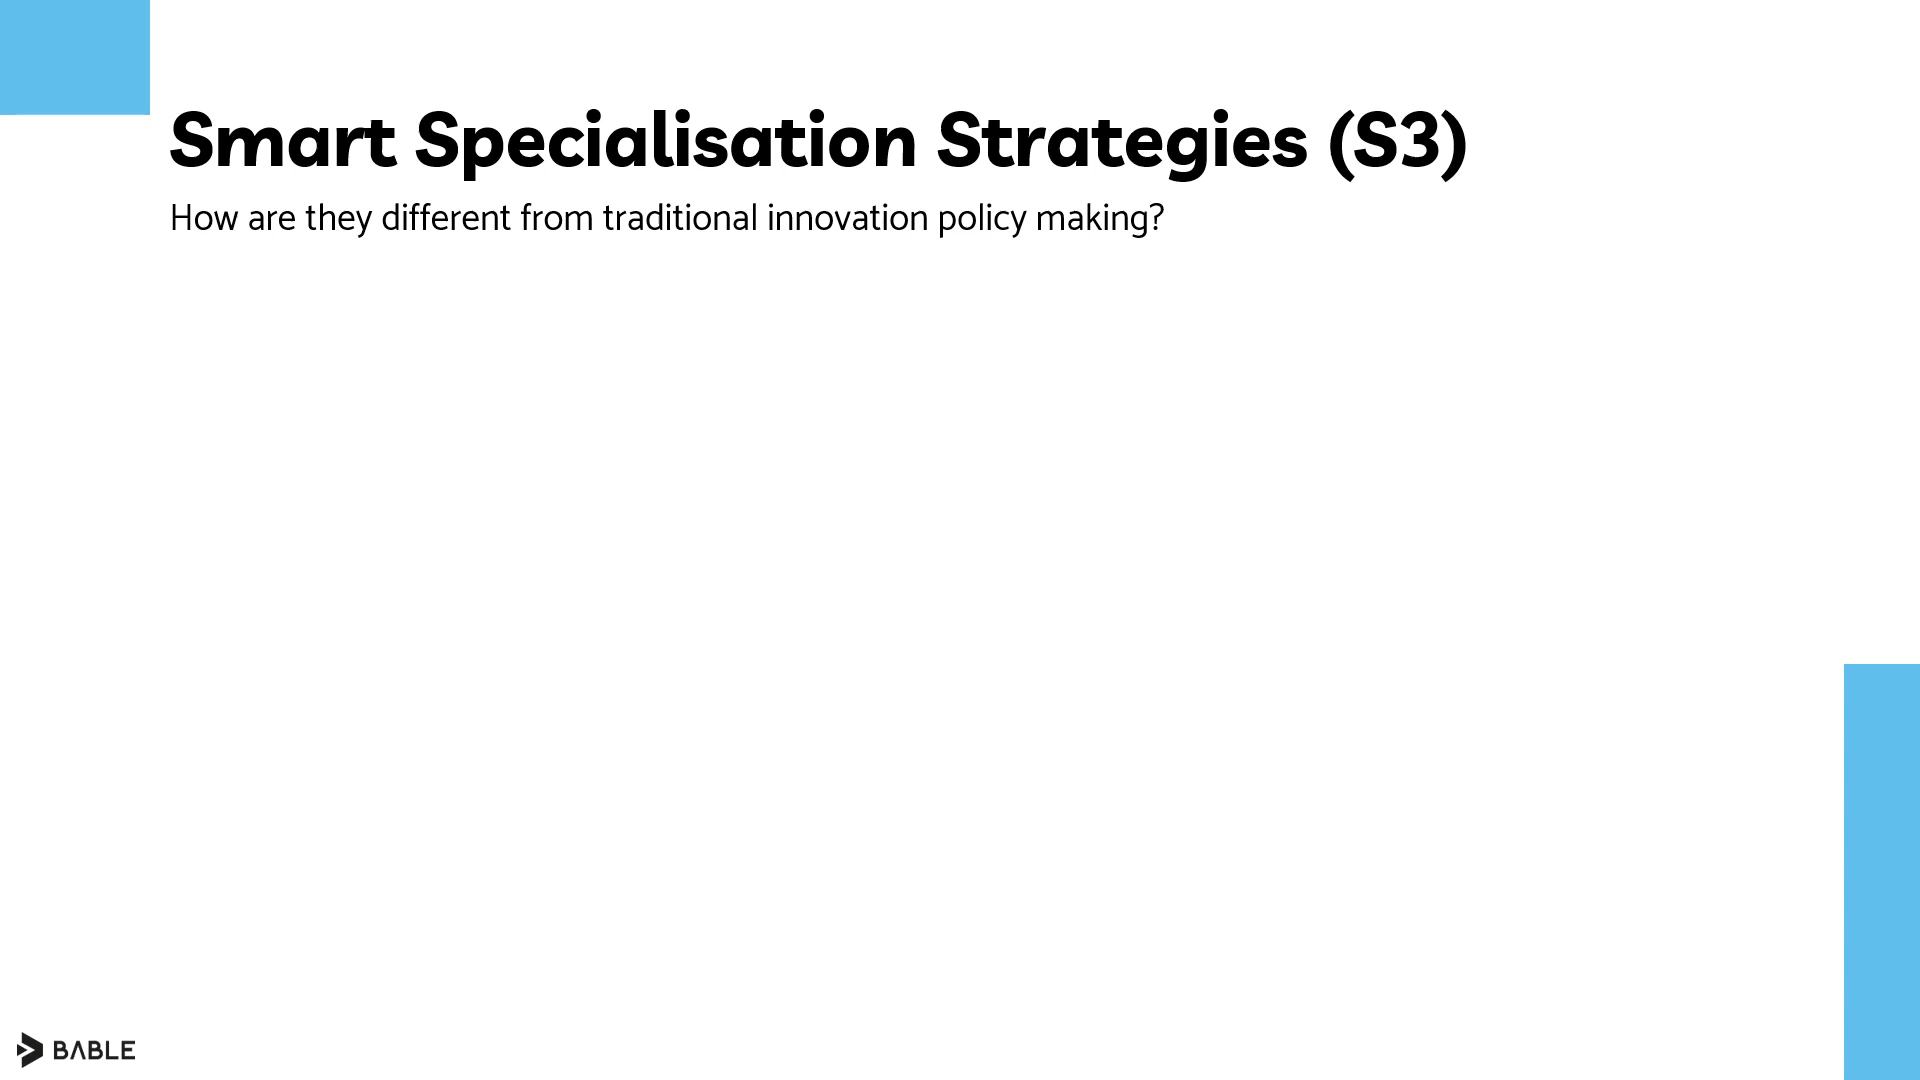 Smart Specialisation Strategies (S3)
How are they different from traditional innovation policy making?
BABLE